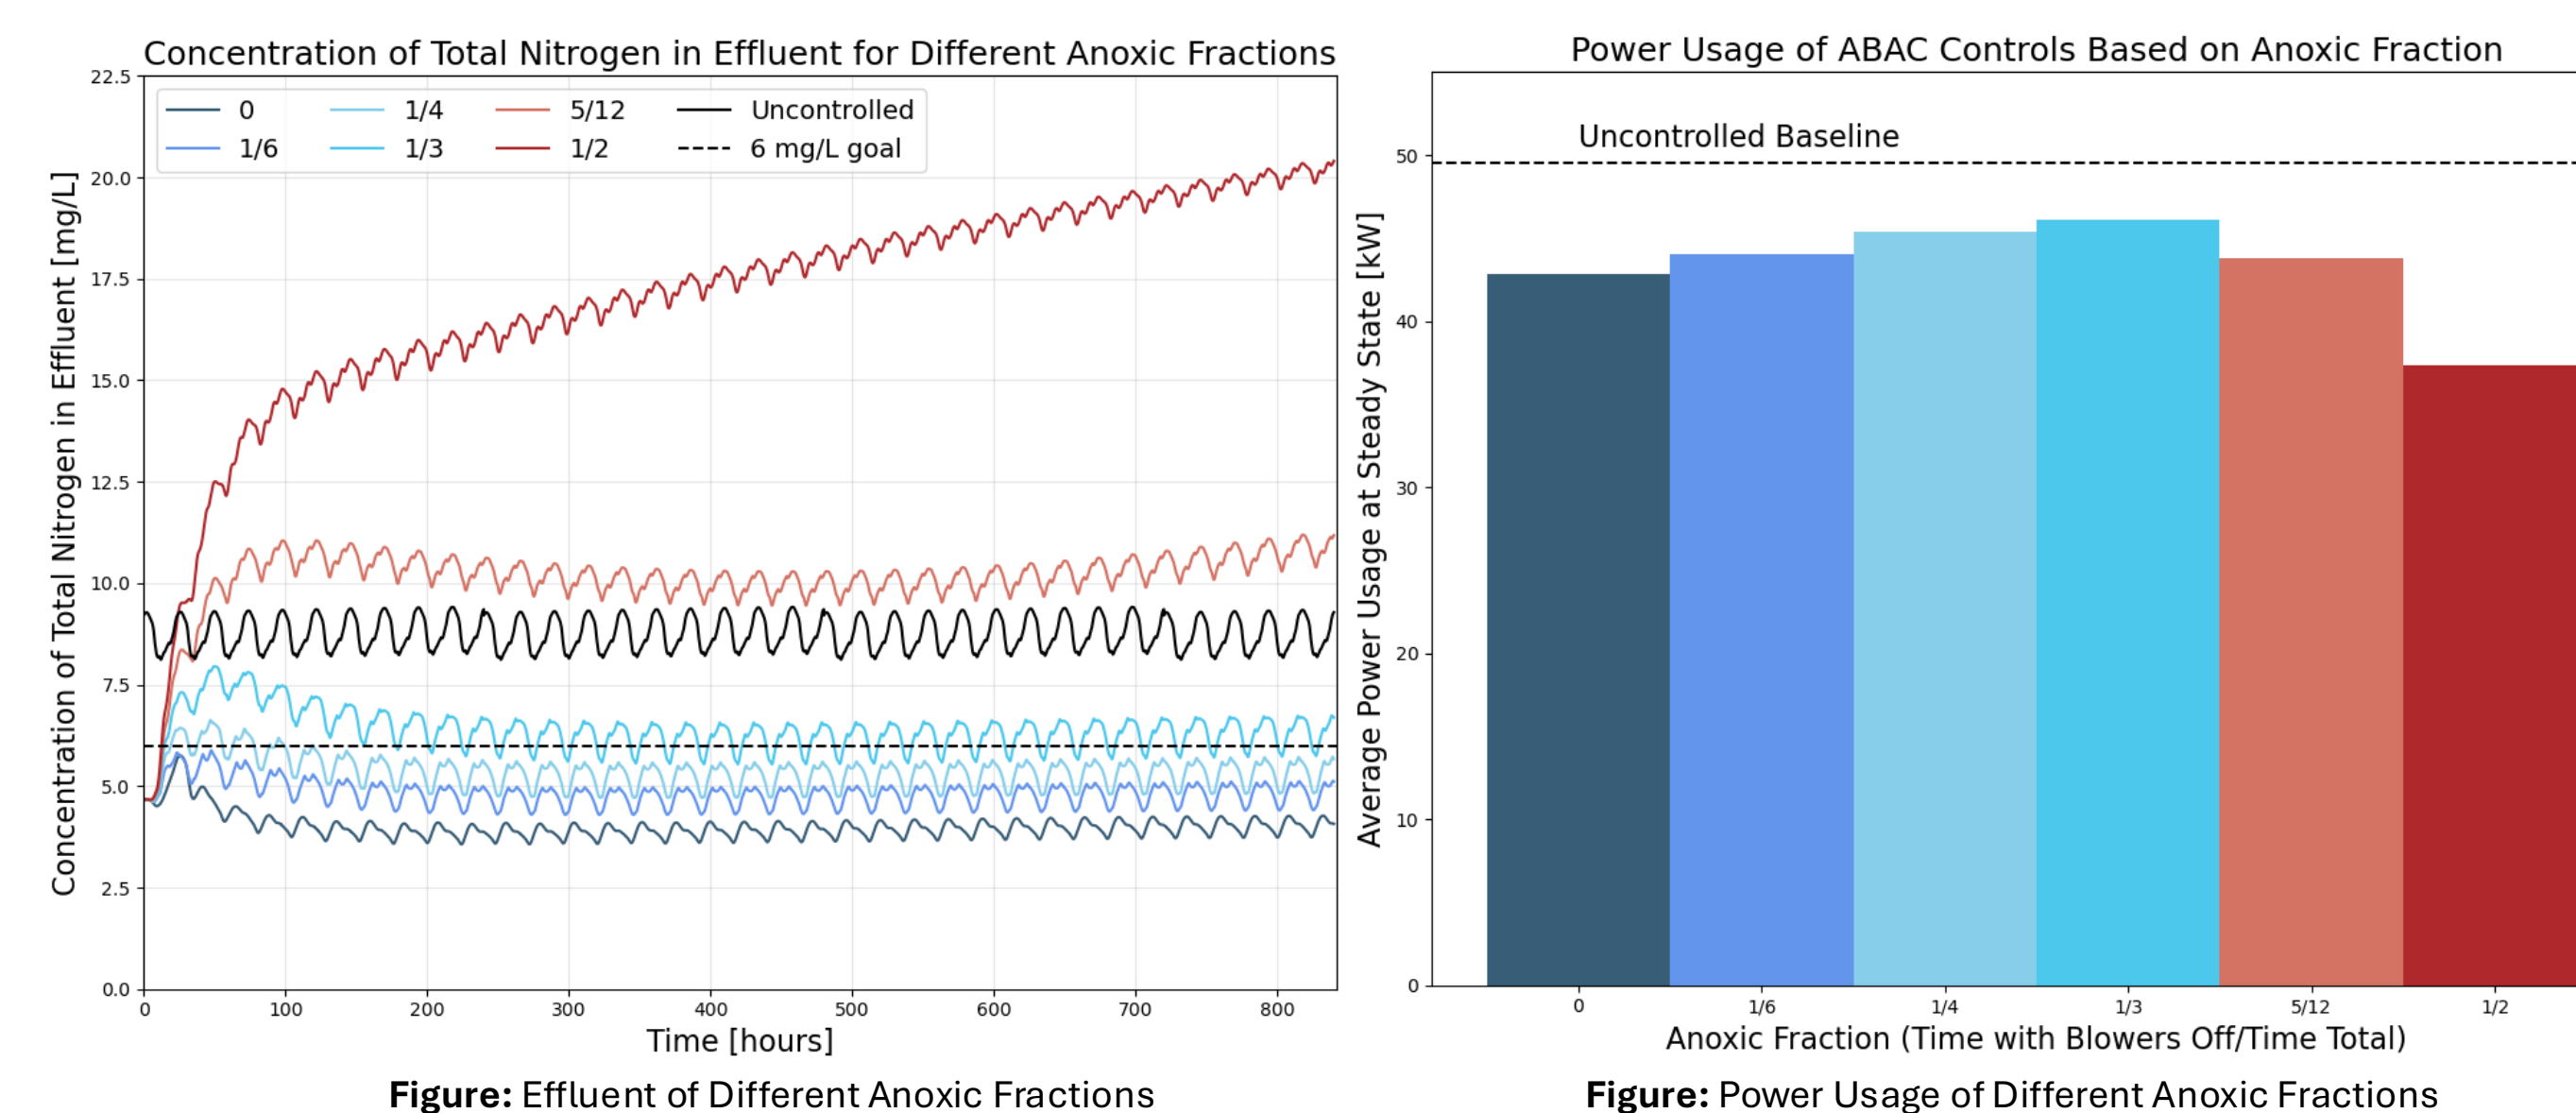 Concentration of Total Nitrogen in Effluent for Different Anoxic Fractions
Concentration of Total Nitrogen in Effluent [mg/L]
22.5
20.0
17.5
15.0
12.5
10.0
7.5
5.0
2.5
0.0
0 1/4 5/12 Uncontrolled
1/6 1/3 1/2 6 mg/L goal
0 100 200 300 400 500 600 700 800
Time [hours]
Figure: Effluent of Different Anoxic Fractions
Power Usage of ABAC Controls Based on Anoxic Fraction
Average Power Usage at Steady State [kW]
Uncontrolled Baseline
50
40
30
20
10
0
0 1/6 1/4 1/3 5/12 1/2
Anoxic Fraction (Time with Blowers Off/Time Total)
Figure: Power Usage of Different Anoxic Fractions